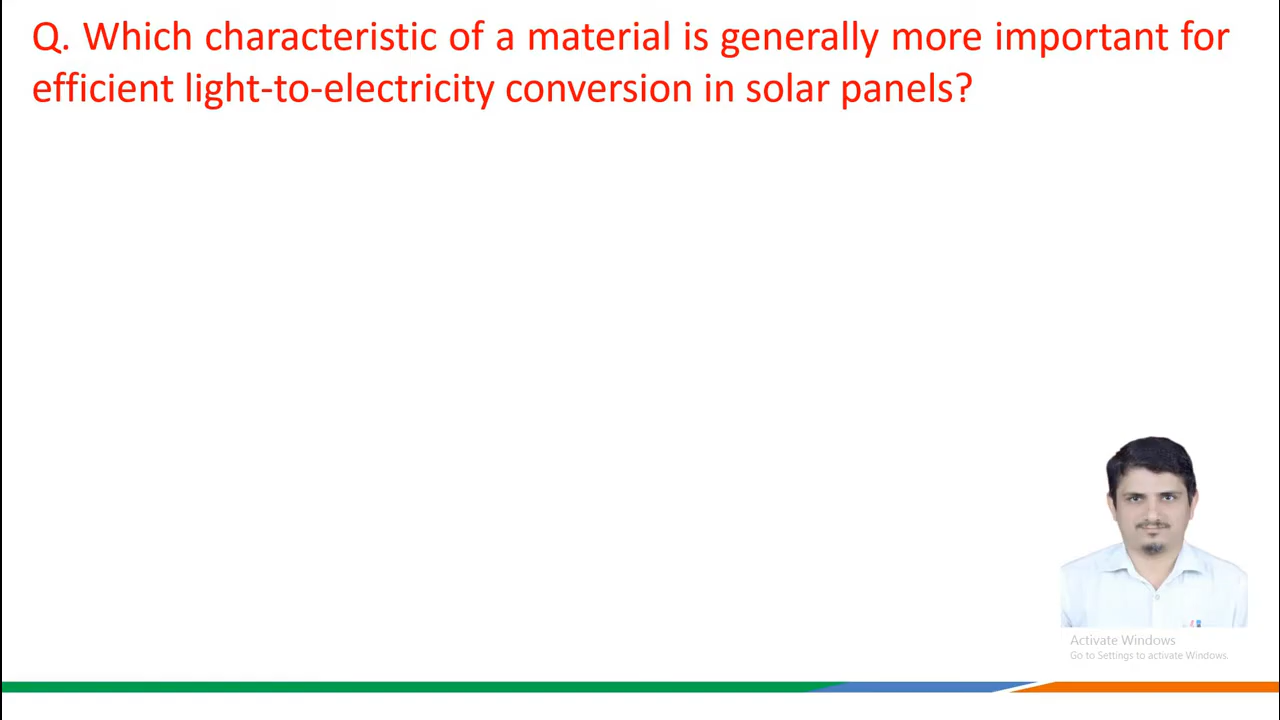 Q. Which characteristic of a material is generally more important for
efficient light-to-electricity conversion in solar panels?
Activate Windows
Go to Settings to activate Windows.